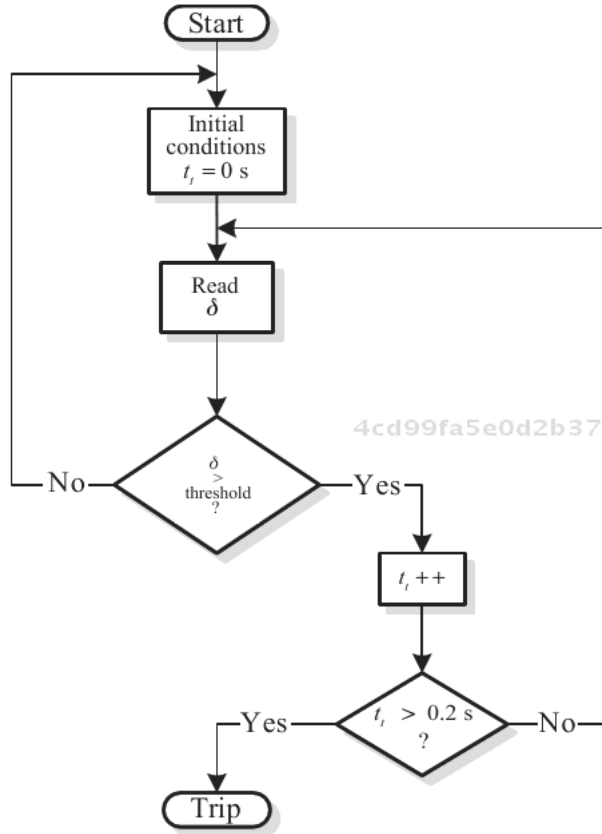 Start
Initial
conditions
t_t = 0 s
Read
δ
4cd99fa5e0d2b37
δ
>
threshold
?
No
Yes
t_t ++
t_t > 0.2 s
?
Yes
No
Trip